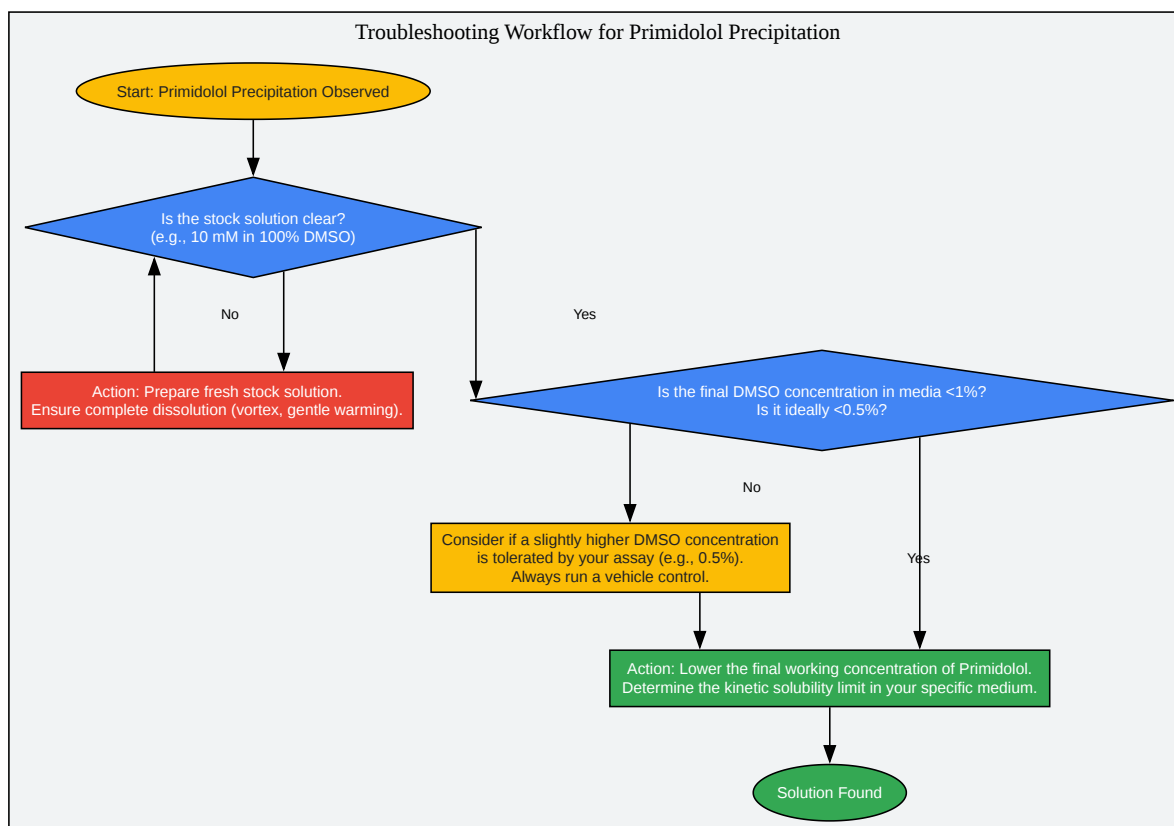 Troubleshooting Workflow for Primidolol Precipitation
Start: Primidolol Precipitation Observed
Is the stock solution clear?
(e.g., 10 mM in 100% DMSO)
No
Yes
Action: Prepare fresh stock solution.
Ensure complete dissolution (vortex, gentle warming).
Is the final DMSO concentration in media <1%?
Is it ideally <0.5%?
No
Consider if a slightly higher DMSO concentration
is tolerated by your assay (e.g., 0.5%).
Always run a vehicle control.
Yes
Action: Lower the final working concentration of Primidolol.
Determine the kinetic solubility limit in your specific medium.
Solution Found